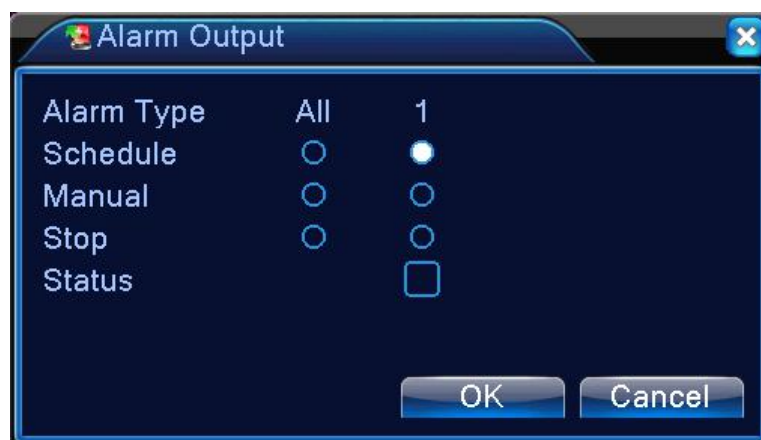 Alarm Output
Alarm Type All 1
Schedule
Manual
Stop
Status
OK Cancel